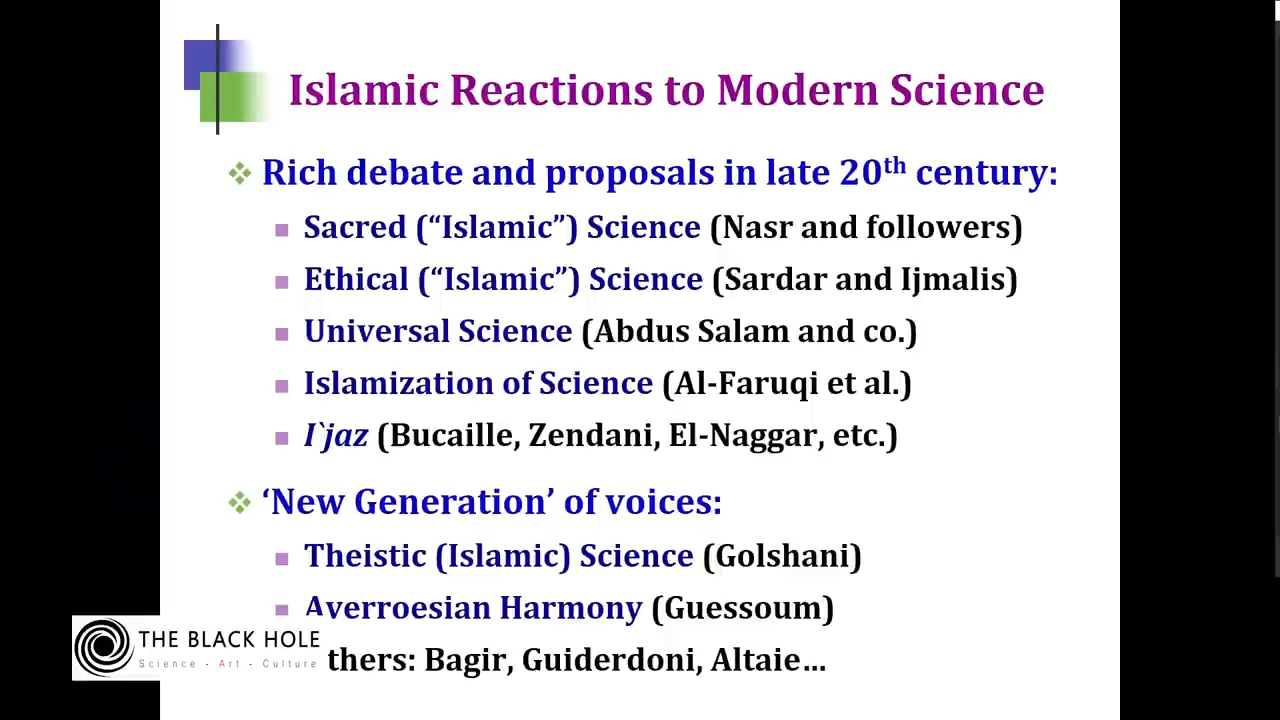 Islamic Reactions to Modern Science
Rich debate and proposals in late 20th century:
Sacred (“Islamic”) Science (Nasr and followers)
Ethical (“Islamic”) Science (Sardar and Ijmalis)
Universal Science (Abdus Salam and co.)
Islamization of Science (Al-Faruqi et al.)
I`jaz (Bucaille, Zendani, El-Naggar, etc.)
‘New Generation’ of voices:
Theistic (Islamic) Science (Golshani)
Averroesian Harmony (Guessoum)
thers: Bagir, Guiderdoni, Altaie...
THE BLACK HOLE
Science - Art - Culture